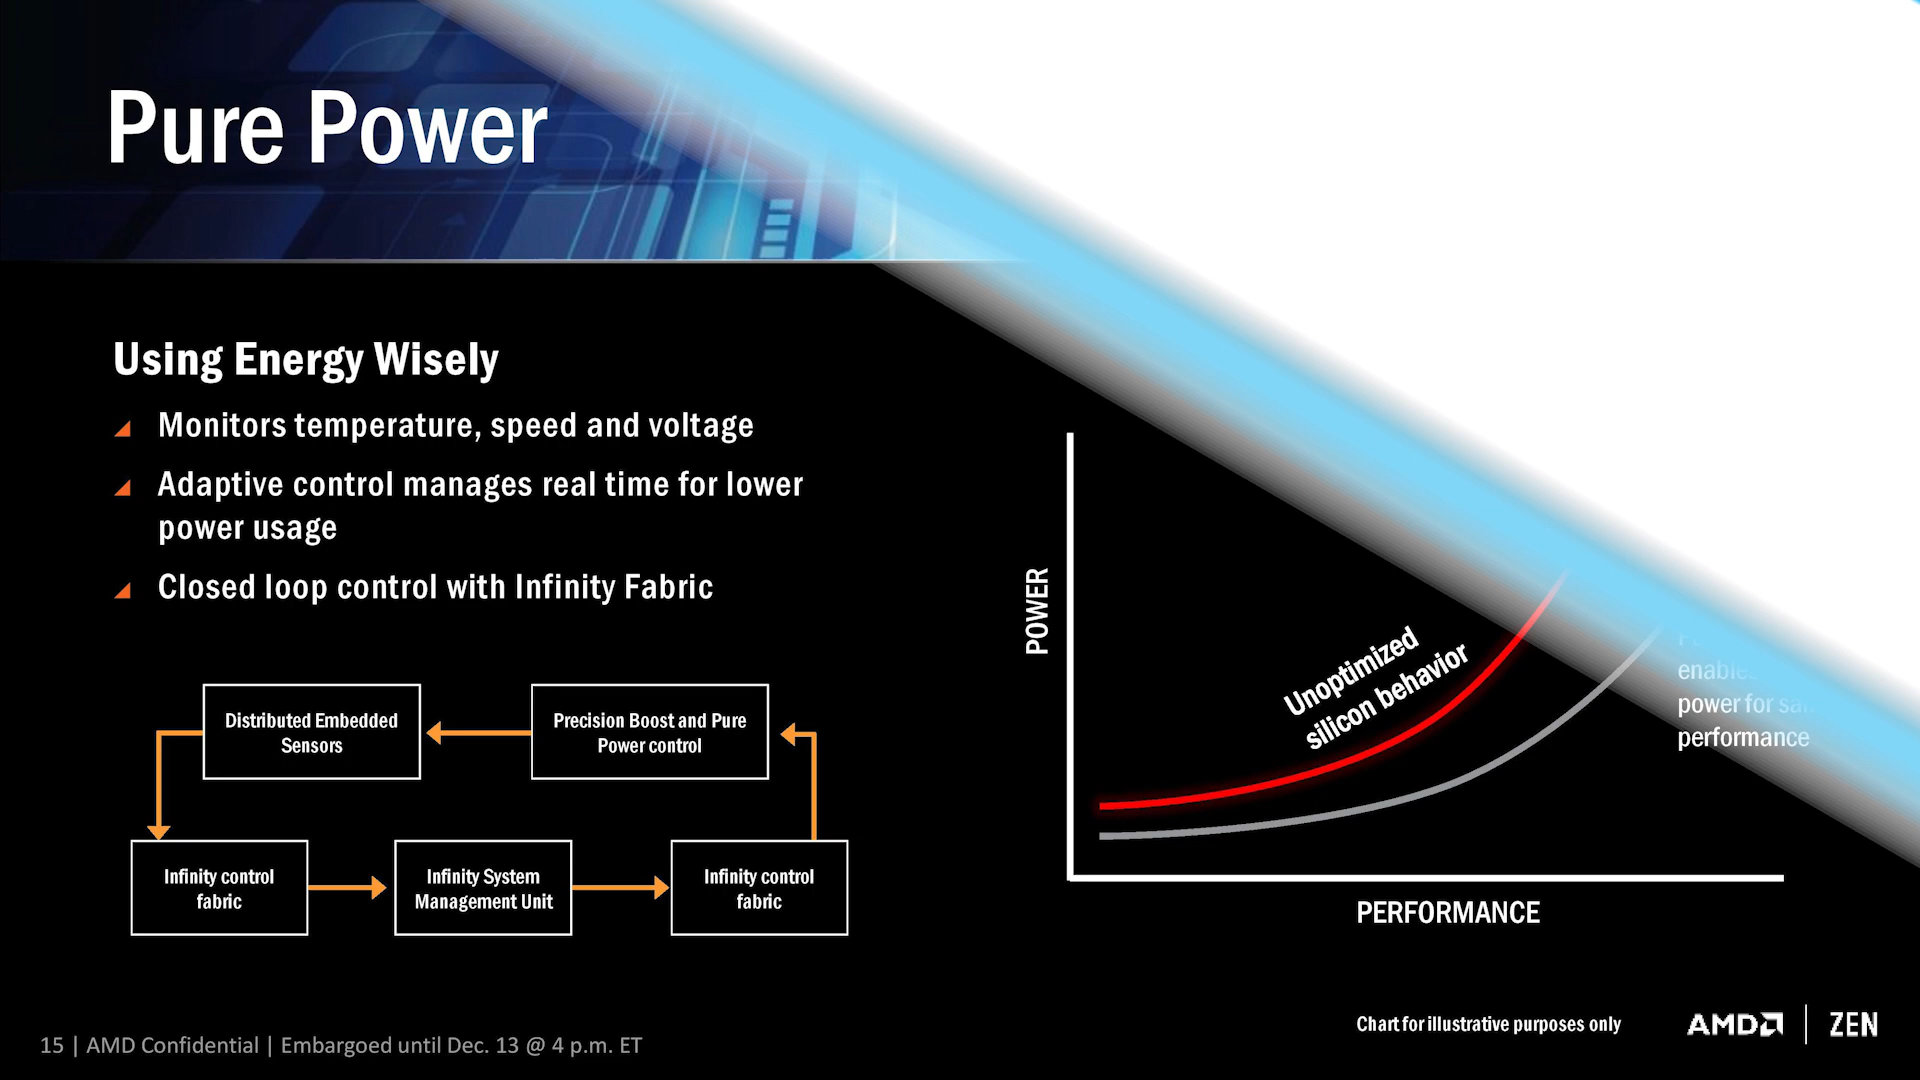 Pure Power
Using Energy Wisely
Monitors temperature, speed and voltage
Adaptive control manages real time for lower
power usage
Closed loop control with Infinity Fabric
Distributed Embedded
Sensors
Precision Boost and Pure
Power control
Infinity control
fabric
Infinity System
Management Unit
Infinity control
fabric
POWER
Unoptimized
silicon behavior
power for
performance
PERFORMANCE
Chart for illustrative purposes only
AMD
ZEN
15 | AMD Confidential | Embargoed until Dec. 13 @ 4 p.m. ET